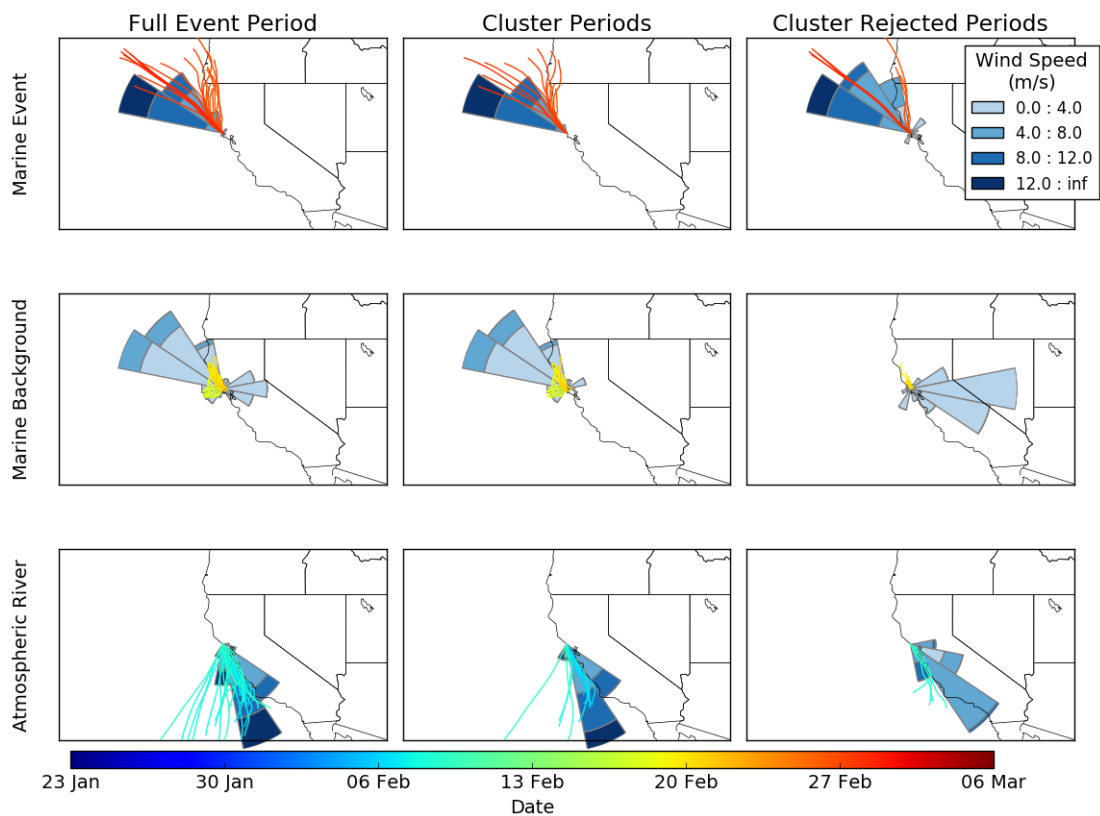 Full Event Period
Cluster Periods
Cluster Rejected Periods
Marine Event
Wind Speed
(m/s)
0.0 : 4.0
4.0 : 8.0
8.0 : 12.0
12.0 : inf
Marine Background
Atmospheric River
23 Jan
30 Jan
06 Feb
13 Feb
20 Feb
27 Feb
06 Mar
Date